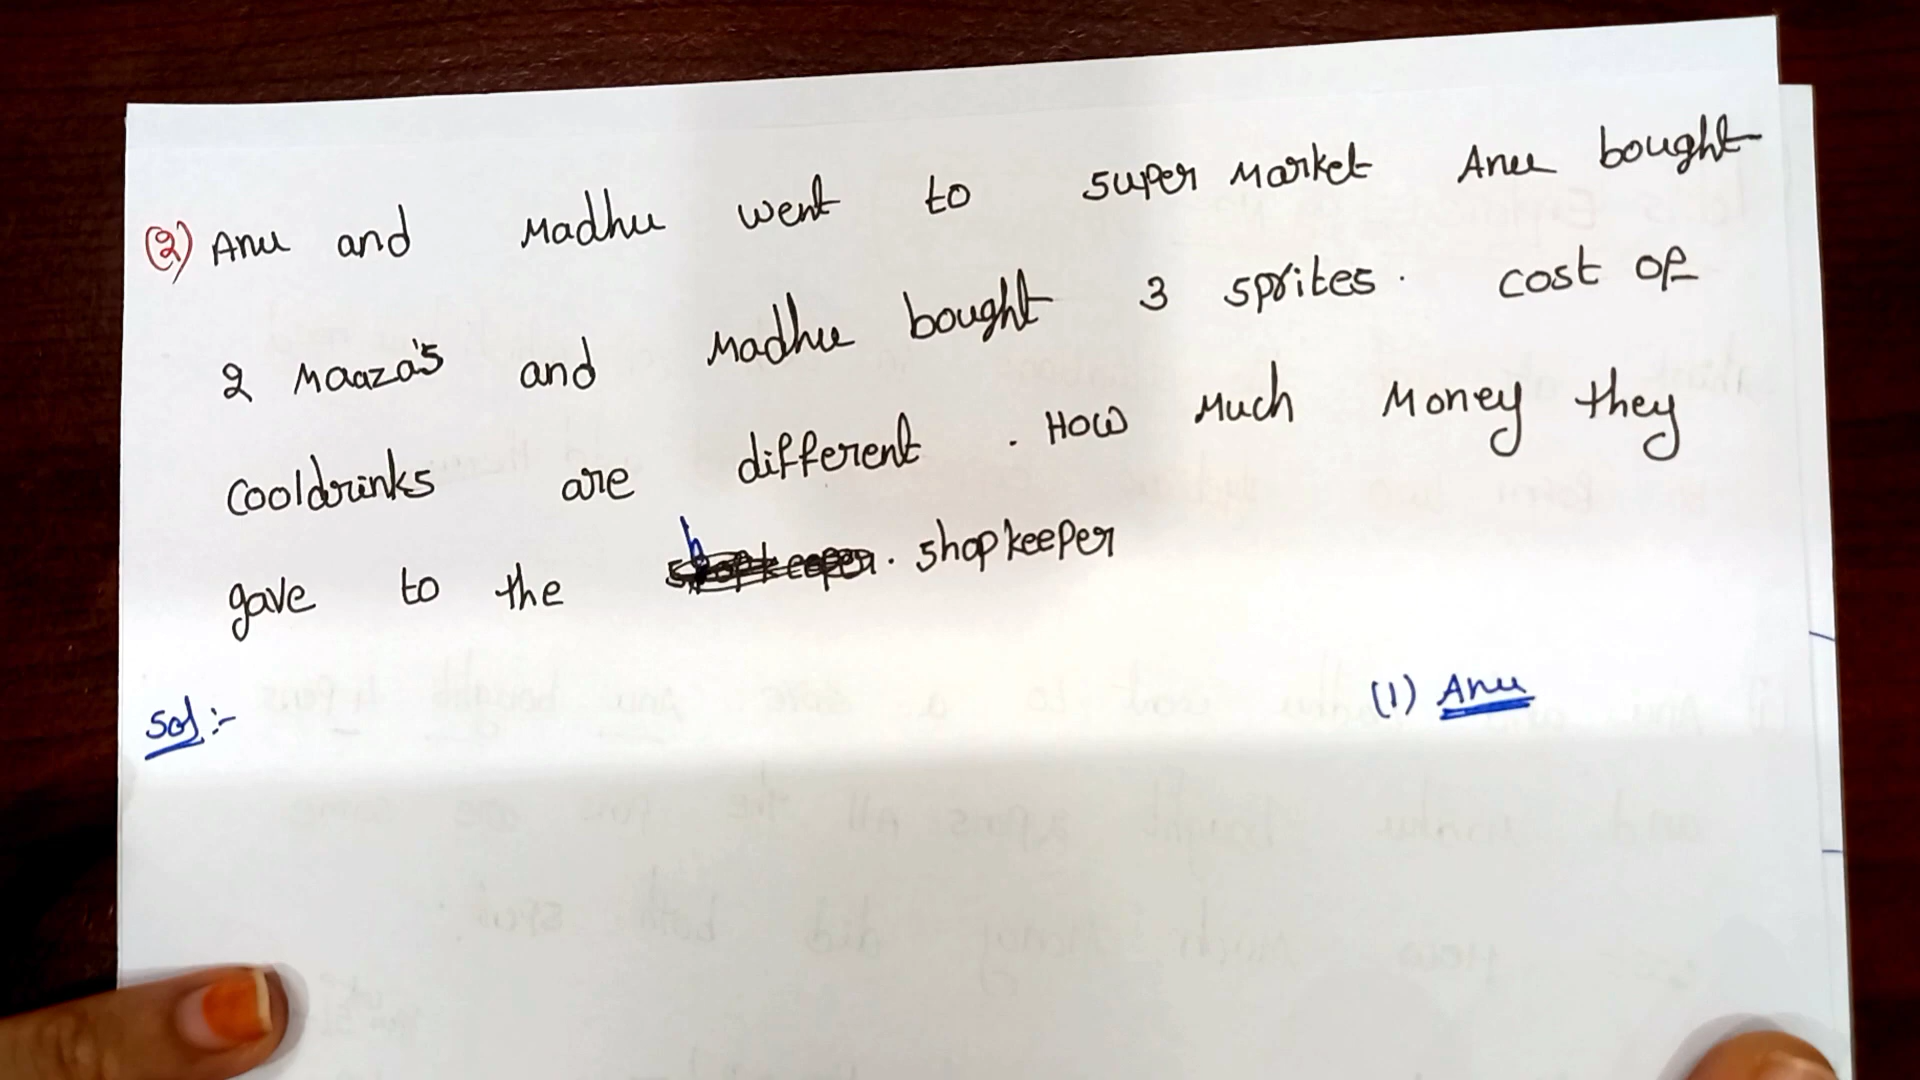 (2) Anu and Madhu went to super Market Anu bought
2 Maaza's and Madhu bought 3 sprites. cost of
cooldrinks are different. How Much Money they
gave to the shopkeeper. shopkeeper
Sol:-
(1) Anu